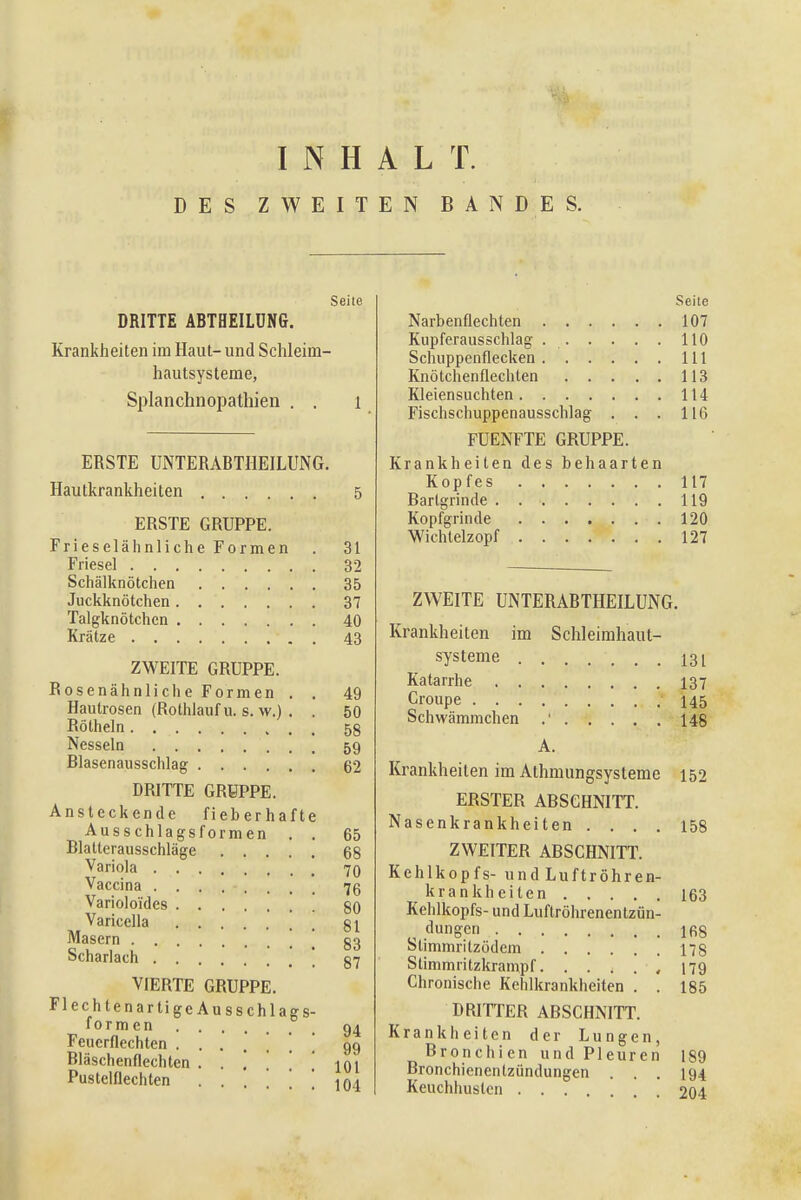 INHALT.
DES ZWEITEN BANDES.
Seite
DRITTE ABTHEILUNG.
Krankheiten im Haut- und Schleim-
hautsysteme,
Splanchnopathien . . 1
ERSTE UNTERABTHEILUNG.
Hautkrankheiten . . . . . . 5
ERSTE GRUPPE.
Frieselähnliche Formen . 31
Friesel . . . . . . . . . 32
Schälknötchen . . . . . . 35
Juckknötchen . . . . . . . 37
Talgknötchen . . . . . . . 40
Krätze . . . . . . . . . 43
ZWEITE GRUPPE.
Rosenähnliche Formen . . 49
Hautrosen (Rothlauf u. s. w.) . . 50
Rötheln . . . . . . . . . 58
Nesseln . . . . . . . . 59
Blasenausschlag . . . . . . 62
DRITTE GRUPPE.
Ansteckende fieberhafte
Ausschlagsformen . . 65
Blatterausschläge . . . . . 68
Variola . . . . . . . . 70
Vaccina . . . . . . . . 76
Varioloïdes . . . . . . . 80
Varicella . . . . . . . 81
Masern . . . . . . . . . 83
Scharlach . . . . . . . . 87
VIERTE GRUPPE.
FlechtenartigeAusschlags-
formen . . . . . . . 94
Feuerflechten . . . . . . . 99
Bläschenflechten . . . . . . 101
Pustelflechten . . . . . . 104
Seite
Narbenflechten . . . . . . 107
Kupferausschlag . . . . . . 110
Schuppenflecken . . . . . . 111
Knötchenflechten . . . . . 113
Kleiensuchten . . . . . . . 114
Fischschuppenausschlag . . . 116
FUENFTE GRUPPE.
Krankheiten des behaarten
Kopfes . . . . . . . 117
Bartgrinde . . . . . . . . 119
Kopfgrinde . . . . . . . 120
Wichtelzopf . . . . . . . 127
ZWEITE UNTERABTHEILUNG.
Krankheiten im Schleimhaut-
systeme . . . . . . . 131
Katarrhe . . . . . . . . 137
Croupe . . . . . . . . . 145
Schwämmchen . . . . . . 148
A.
Krankheiten im Athmungsysteme 152
ERSTER ABSCHNITT.
Nasenkrankheiten . . . . 158
ZWEITER ABSCHNITT.
Kehlkopfs- und Luftröhren-
krankheiten . . . . . 163
Kehlkopfs- und Luftröhrenentzün-
dungen . . . . . . . . 168
Stimmritzödem . . . . . . 178
Stimmritzkrampf . . . . . . 179
Chronische Kehlkrankheiten . . 185
DRITTER ABSCHNITT.
Krankheiten der Lungen,
Bronchien und Pleuren 189
Bronchienentzündungen . . . 194
Keuchhusten . . . . . . . 204